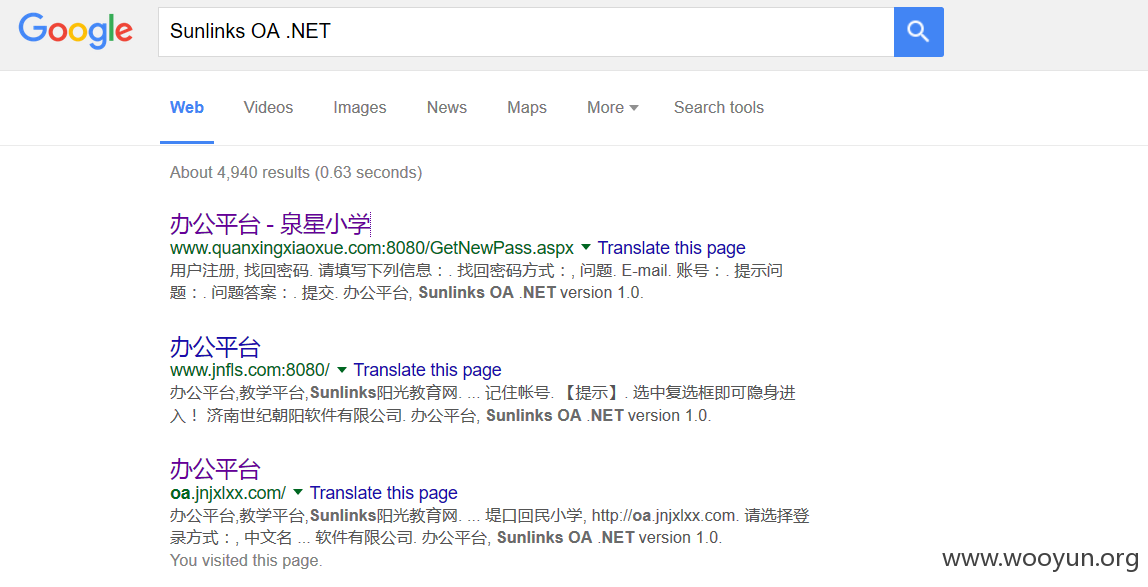 Google
Sunlinks OA .NET
Web Videos Images News Maps More Search tools
About 4,940 results (0.63 seconds)
办公平台 - 泉星小学
www.quanxingxiaoxue.com:8080/GetNewPass.aspx Translate this page
用户注册, 找回密码. 请填写下列信息：. 找回密码方式：, 问题. E-mail. 账号：. 提示问
题：. 问题答案：. 提交. 办公平台, Sunlinks OA .NET version 1.0.
办公平台
www.jnfls.com:8080/ Translate this page
办公平台,教学平台,Sunlinks阳光教育网. ... 记住帐号. 【提示】. 选中复选框即可隐身进
入！ 济南世纪朝阳软件有限公司. 办公平台, Sunlinks OA .NET version 1.0.
办公平台
oa.jnjxlxx.com/ Translate this page
办公平台,教学平台,Sunlinks阳光教育网. ... 堤口回民小学, http://oa.jnjxlxx.com. 请选择登
录方式：, 中文名 ... 软件有限公司. 办公平台, Sunlinks OA .NET version 1.0.
You visited this page.
www.wooyun.org